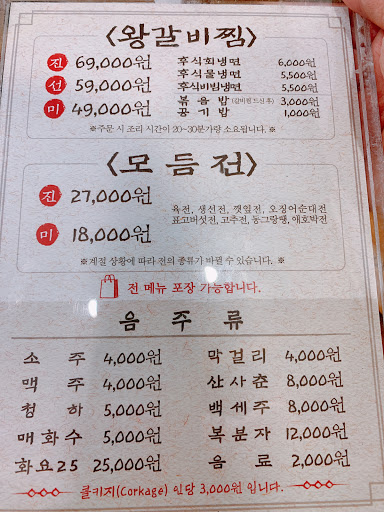 <왕갈비찜>
진 69,000원 후식회냉면 6,000원
선 59,000원 후식물냉면 5,500원
후식비빔냉면 5,500원
미 49,000원 볶음밥(갈비찜 드신 후) 3,000원
공기밥 1,000원
※주문 시 조리 시간이 20~30분가량 소요됩니다.※
<모듬전>
진 27,000원
육전, 생선전, 깻잎전, 오징어순대전
표고버섯전, 고추전, 동그랑땡, 애호박전
미 18,000원
※계절 상황에 따라 전의 종류가 바뀔 수 있습니다. ※
전 메뉴 포장 가능합니다.
음주류
소주 4,000원 막걸리 4,000원
맥주 4,000원 산사춘 8,000원
청하 5,000원 백세주 8,000원
매화수 5,000원 복분자 12,000원
화요25 25,000원 음료 2,000원
콜키지(Corkage) 인당 3,000원 입니다.